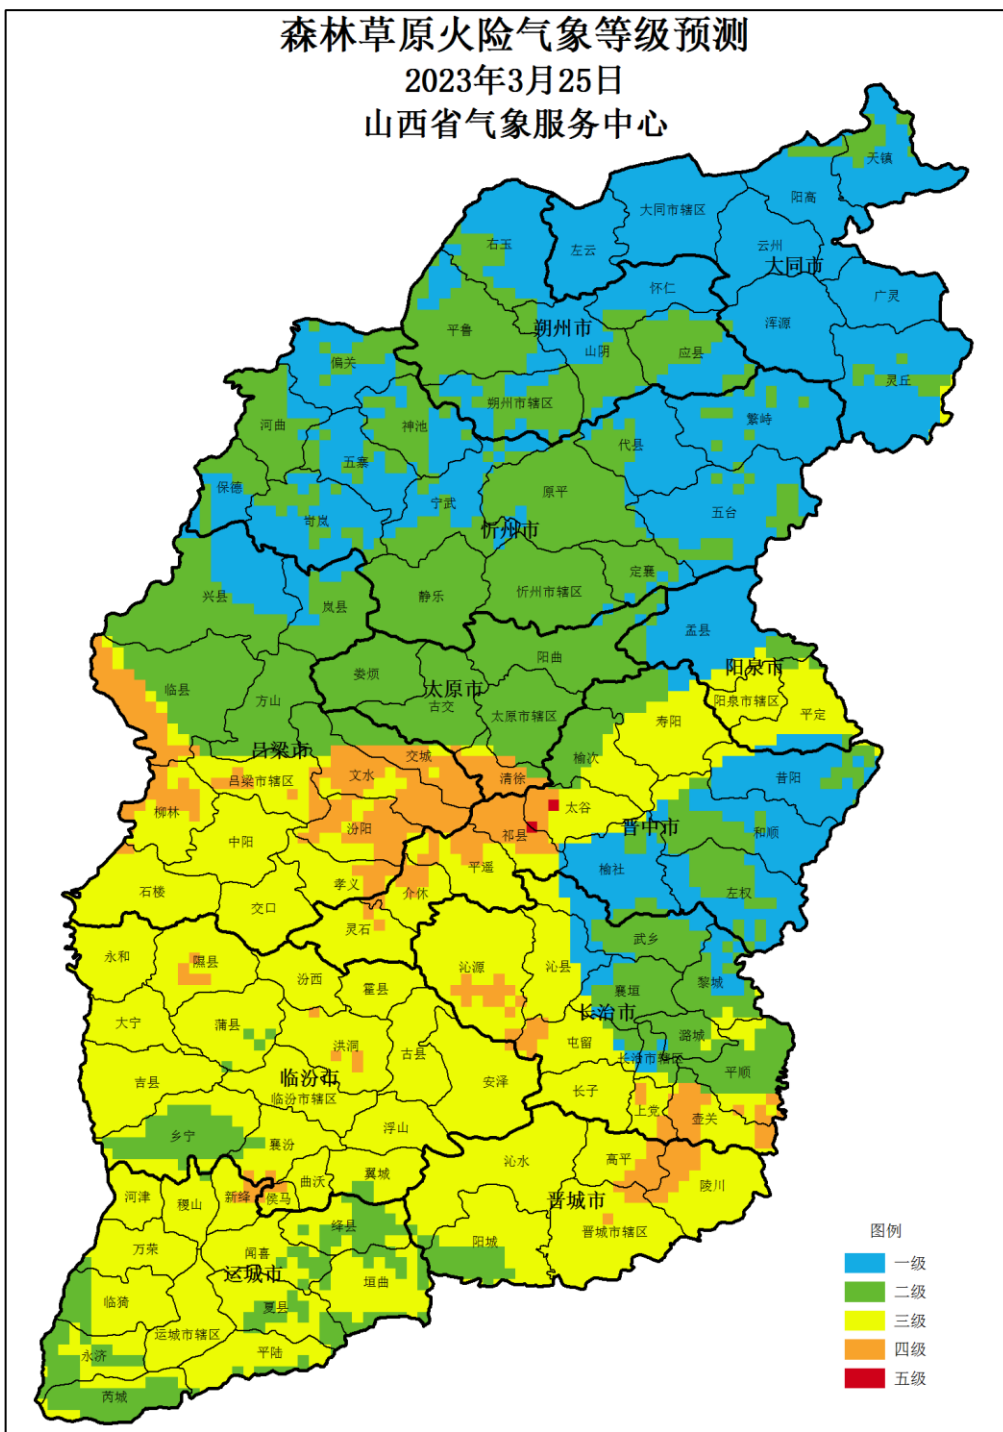 森林草原火险气象等级预测
2023年3月25日
山西省气象服务中心
天镇
阳高
大同市辖区
云州
左云
右玉
大同市
怀仁
广灵
浑源
平鲁
朔州市
山阴
应县
偏关
灵丘
朔州市辖区
繁峙
河曲
神池
代县
五寨
保德
宁武
原平
五台
岢岚
忻州市
定襄
兴县
岚县
静乐
忻州市辖区
盂县
阳曲
阳泉市
娄烦
太原市
临县
方山
古交
太原市辖区
阳泉市辖区
平定
寿阳
吕梁市
交城
榆次
文水
清徐
吕梁市辖区
昔阳
柳林
太谷
汾阳
祁县
晋中市
和顺
中阳
平遥
榆社
孝义
介休
左权
石楼
交口
灵石
武乡
永和
隰县
汾西
霍县
沁源
沁县
襄垣
黎城
长治市
大宁
蒲县
洪洞
古县
屯留
潞城
长治市辖区
平顺
吉县
临汾市
安泽
长子
临汾市辖区
上党
壶关
乡宁
襄汾
浮山
沁水
高平
陵川
翼城
曲沃
河津
稷山
新绛
侯马
晋城市
绛县
晋城市辖区
万荣
闻喜
阳城
运城市
垣曲
临猗
夏县
运城市辖区
永济
平陆
芮城
图例
一级
二级
三级
四级
五级